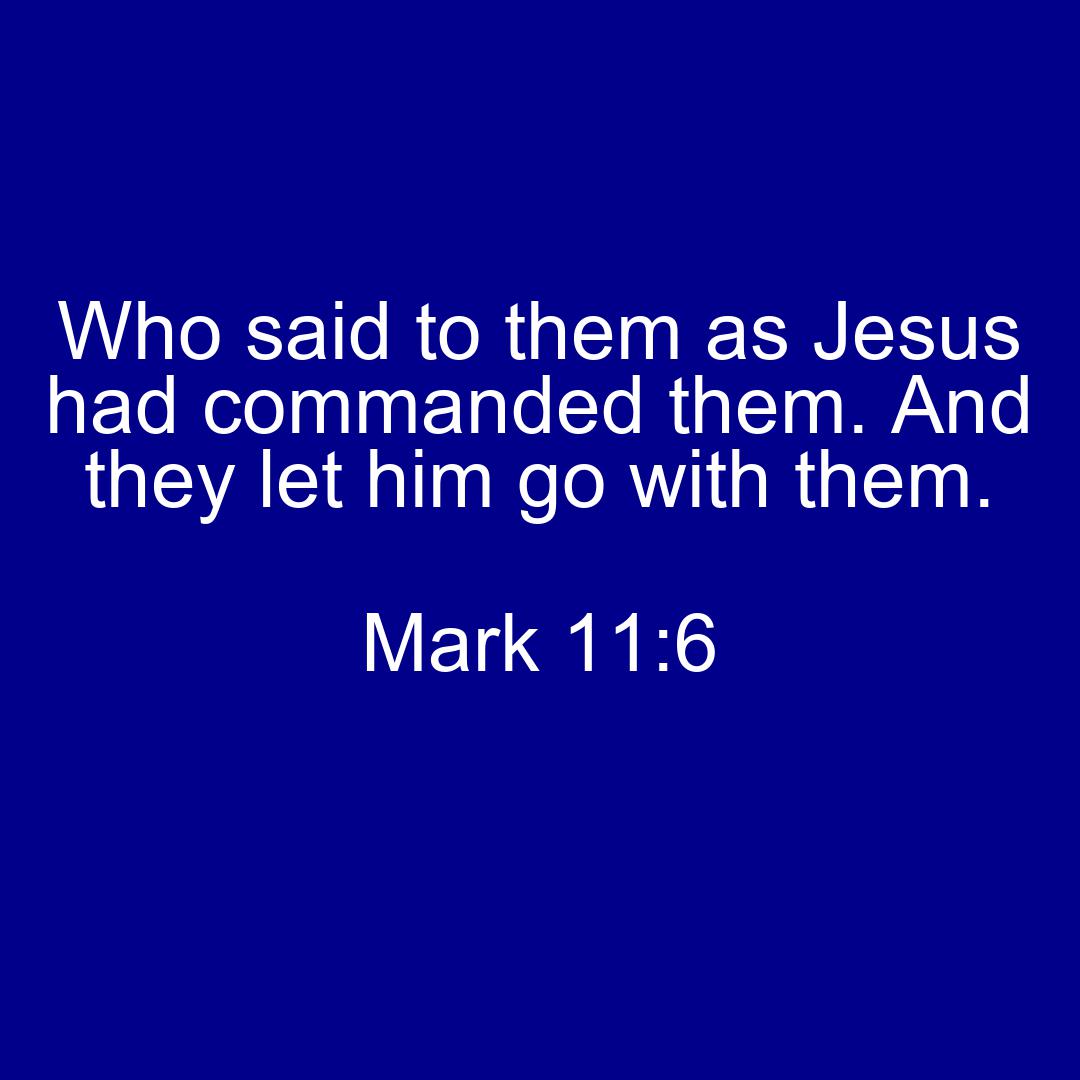 Who said to them as Jesus
had commanded them. And
they let him go with them.
Mark 11:6